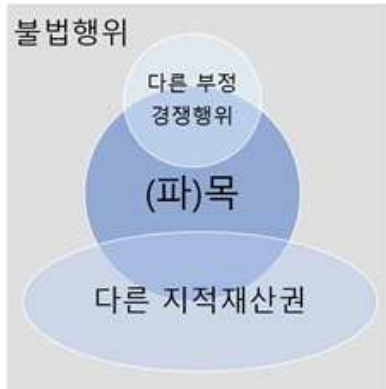 불법행위
다른 부정
경쟁행위
(파)목
다른 지적재산권